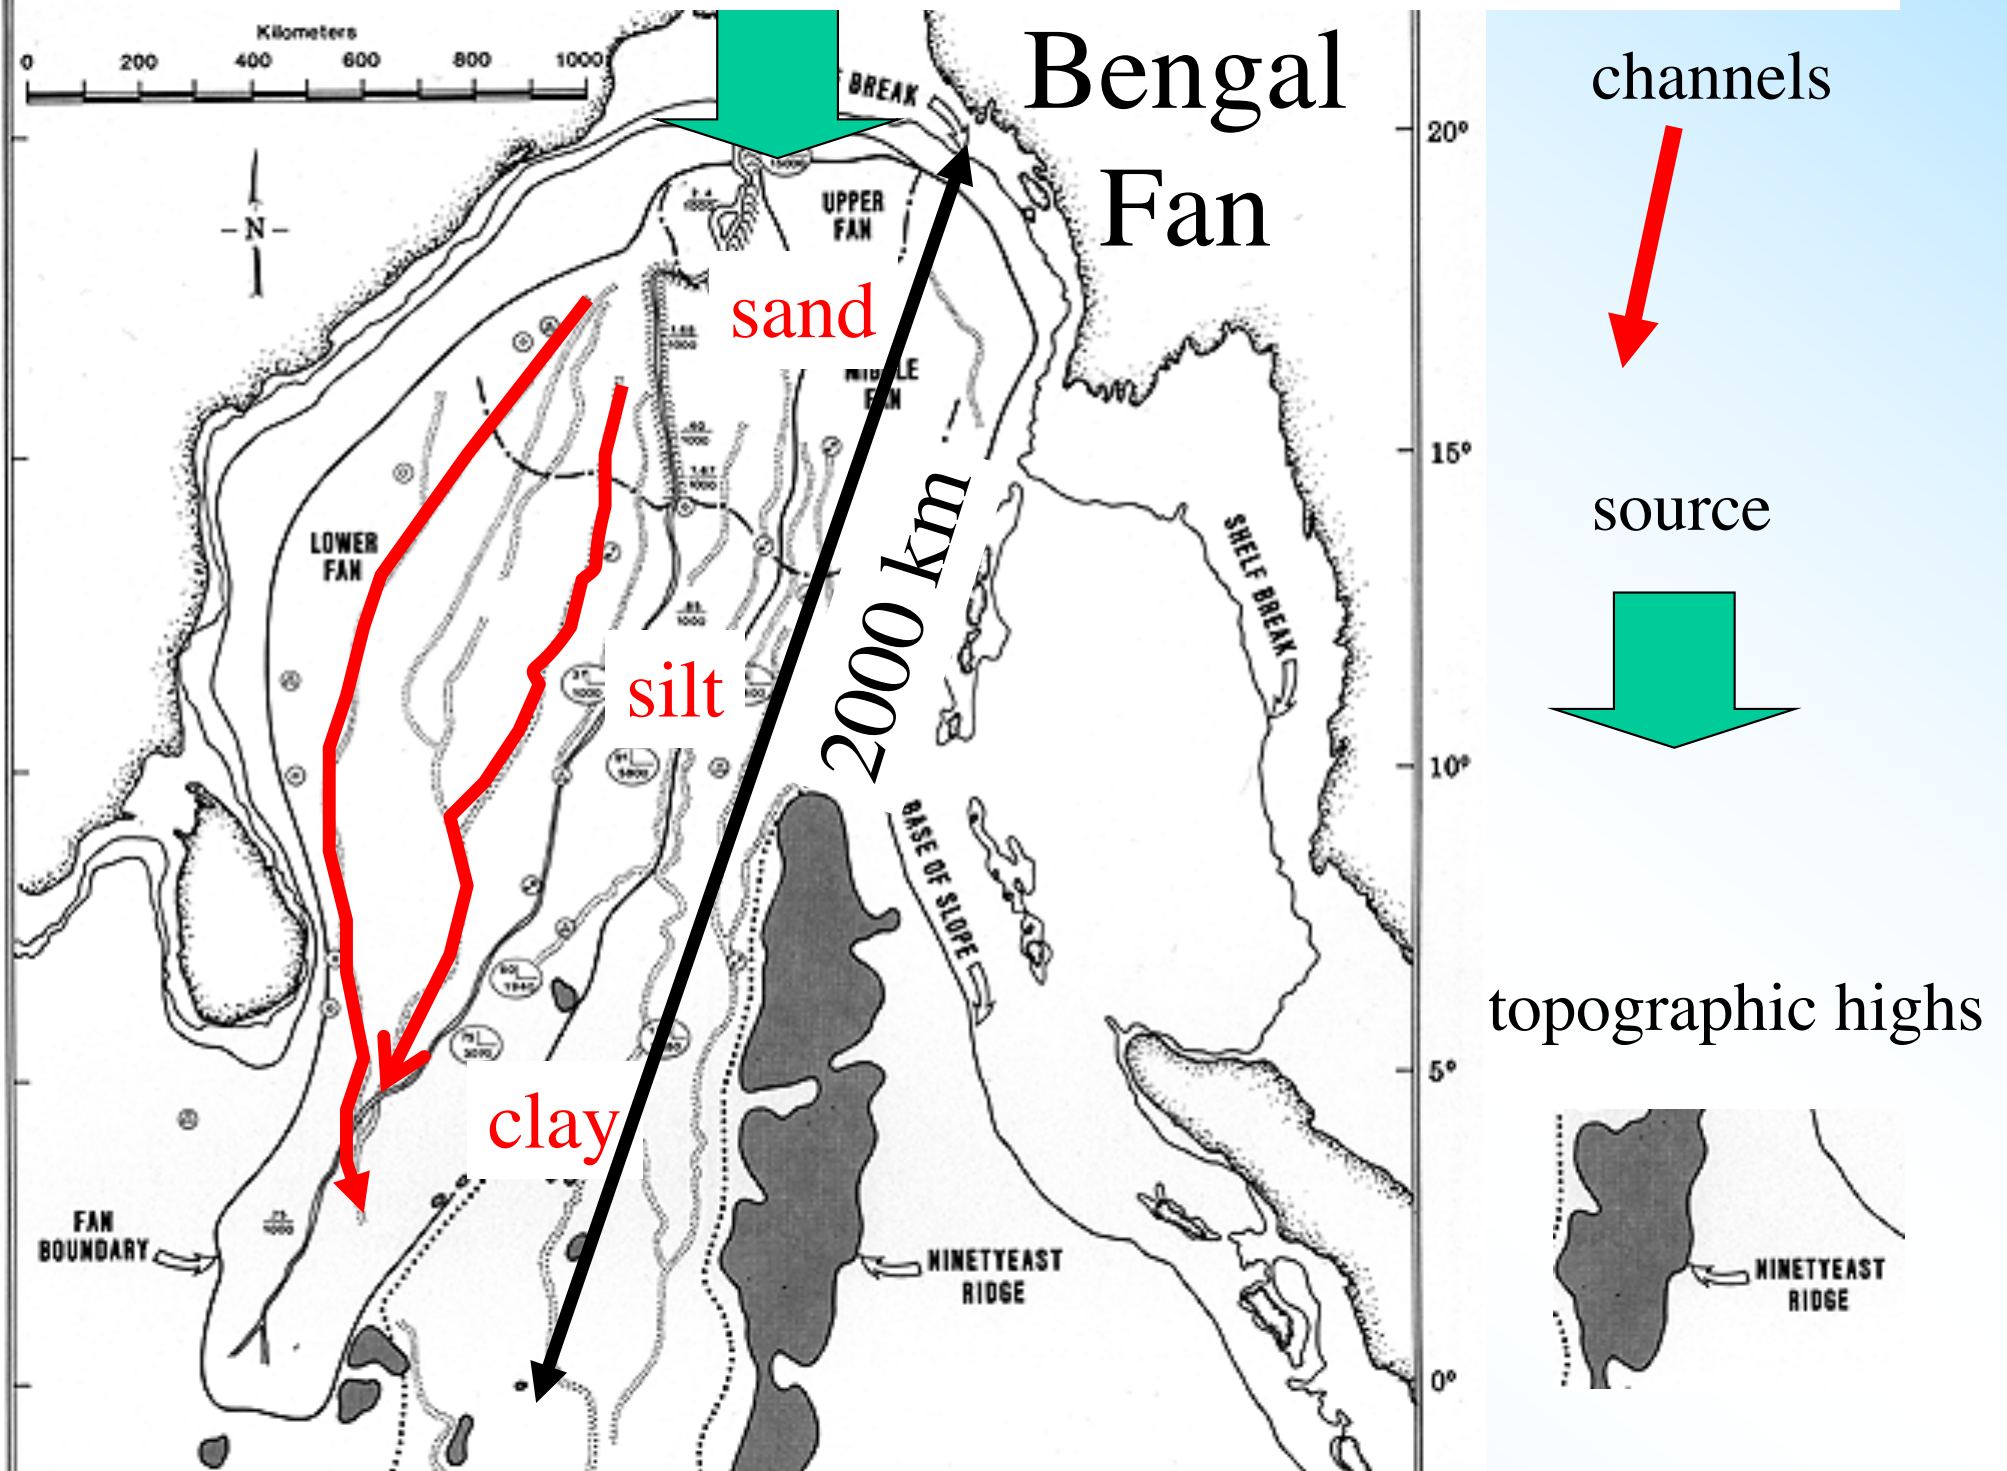 Kilometers
0 200 400 600 800 1000
BREAK
Bengal
Fan
channels
20°
N
UPPER
FAN
sand
FAN
15°
source
2000 km
LOWER
FAN
SHELF BREAK
silt
10°
BASE OF SLOPE
topographic highs
5°
clay
FAN
BOUNDARY
NINETYEAST
RIDGE
NINETYEAST
RIDGE
0°